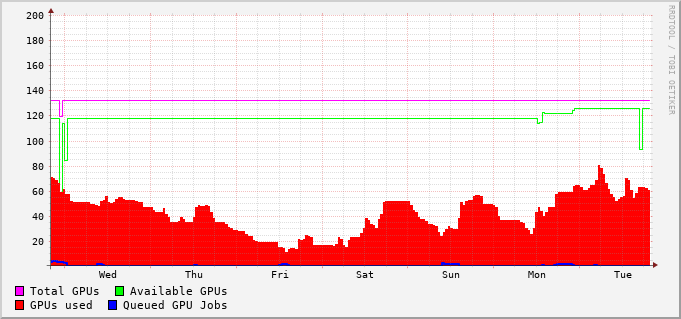 200
180
160
140
120
100
80
60
40
20
Wed Thu Fri Sat Sun Mon Tue
Total GPUs Available GPUs
GPUs used Queued GPU Jobs
RRDTOOL / TOBI OETIKER